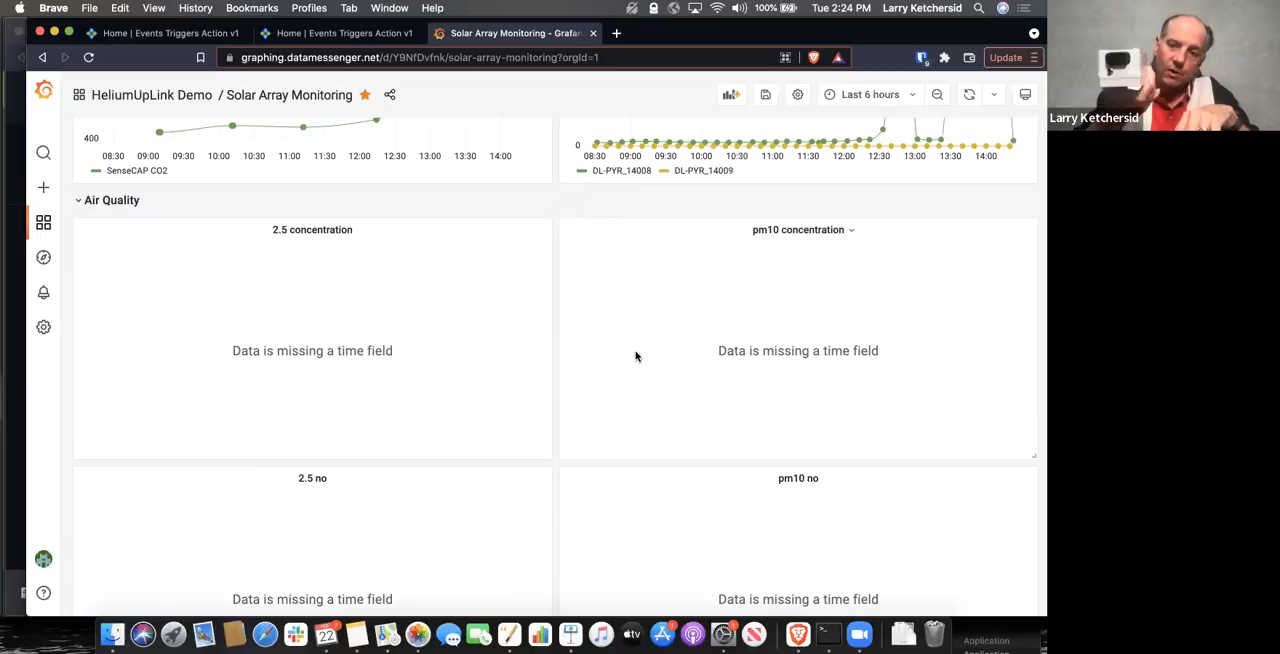 Brave File Edit View History Bookmarks Profiles Tab Window Help 100% Tue 2:24 PM Larry Ketchersid
Home | Events Triggers Action v1 Home | Events Triggers Action v1 Solar Array Monitoring - Grafan
graphing.datamessenger.net/d/Y9NfDvfnk/solar-array-monitoring?orgId=1 9 Update
HeliumUpLink Demo / Solar Array Monitoring Last 6 hours
Larry Ketchersid
400
08:30 09:00 09:30 10:00 10:30 11:00 11:30 12:00 12:30 13:00 13:30 14:00
SenseCAP CO2
0
08:30 09:00 09:30 10:00 10:30 11:00 11:30 12:00 12:30 13:00 13:30 14:00
DL-PYR_14008 DL-PYR_14009
Air Quality
2.5 concentration
Data is missing a time field
pm10 concentration
Data is missing a time field
2.5 no
Data is missing a time field
pm10 no
Data is missing a time field
22
tv
Application